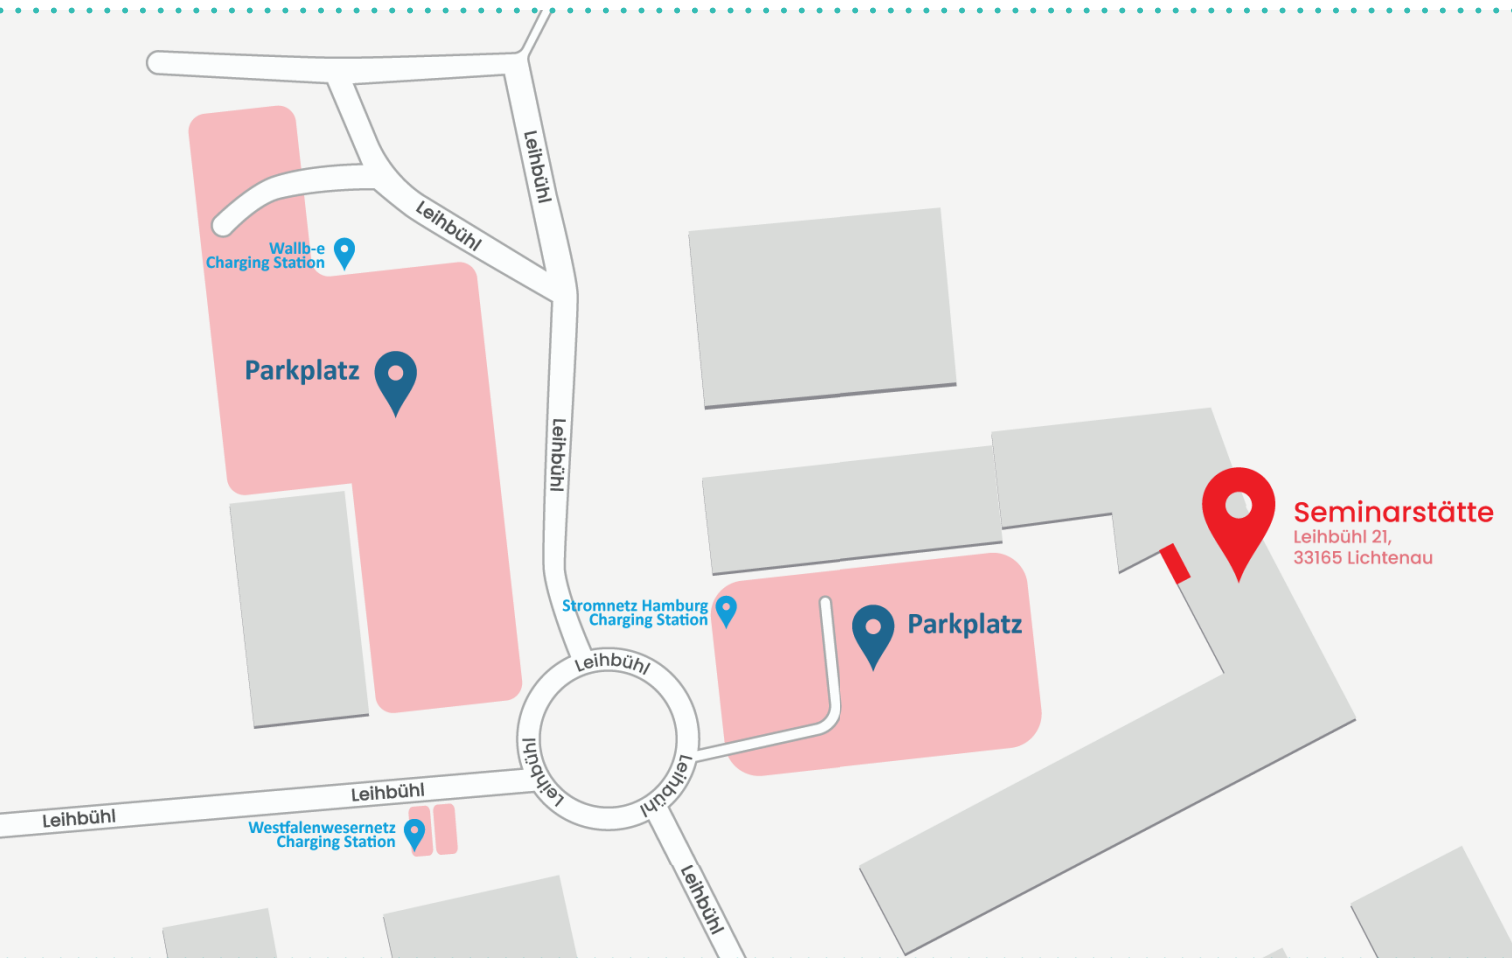 Leihbühl
Leihbühl
Wallb-e
Charging Station
Parkplatz
Leihbühl
Seminarstätte
Leihbühl 21,
33165 Lichtenau
Stromnetz Hamburg
Charging Station
Parkplatz
Leihbühl
Leihbühl
Leihbühl
Leihbühl
Leihbühl
Westfalenwesernetz
Charging Station
Leihbühl